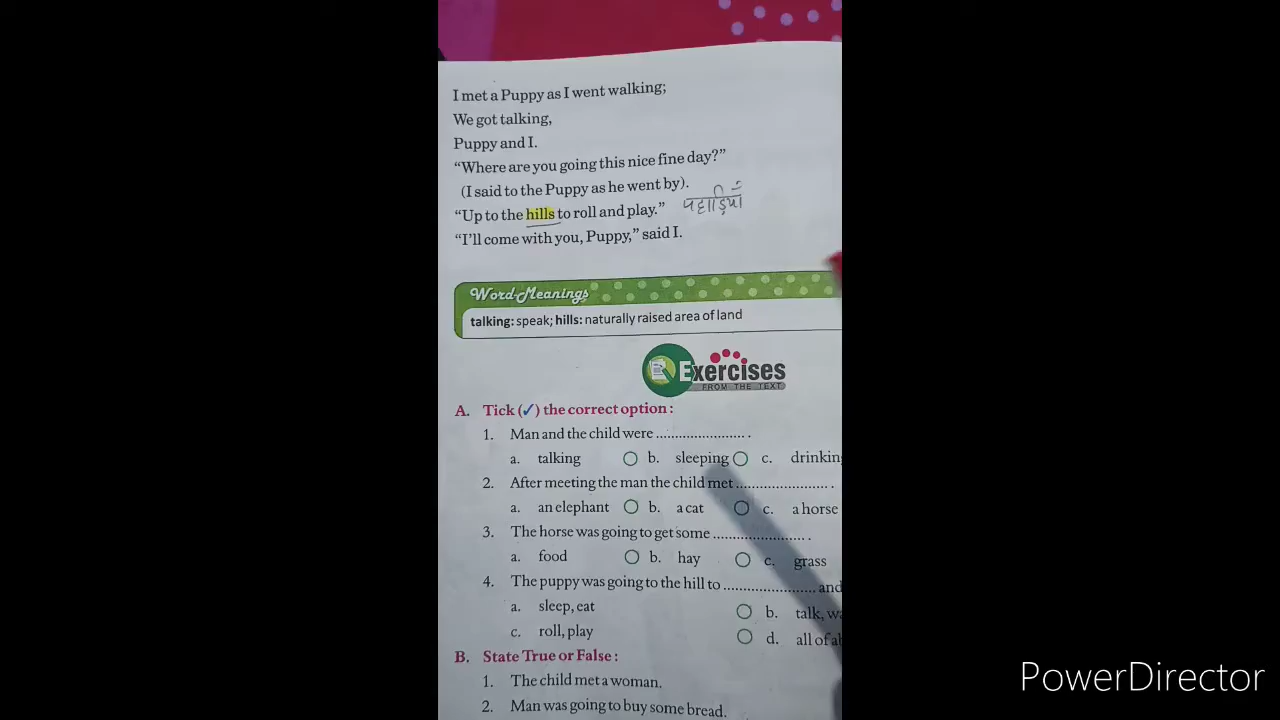 I met a Puppy as I went walking;
We got talking,
Puppy and I.
“Where are you going this nice fine day?”
(I said to the Puppy as he went by).
“Up to the hills to roll and play.” पहाड़ियाँ
“I’ll come with you, Puppy,” said I.
Word-Meanings
talking: speak; hills: naturally raised area of land
Exercises
FROM THE TEXT
A. Tick (✓) the correct option :
1. Man and the child were ........................ .
a. talking b. sleeping c. drinkin
2. After meeting the man the child met ........................ .
a. an elephant b. a cat c. a horse
3. The horse was going to get some ........................ .
a. food b. hay c. grass
4. The puppy was going to the hill to ........................ and
a. sleep, eat b. talk, wa
c. roll, play d. all of a
B. State True or False :
1. The child met a woman.
2. Man was going to buy some bread.
PowerDirector